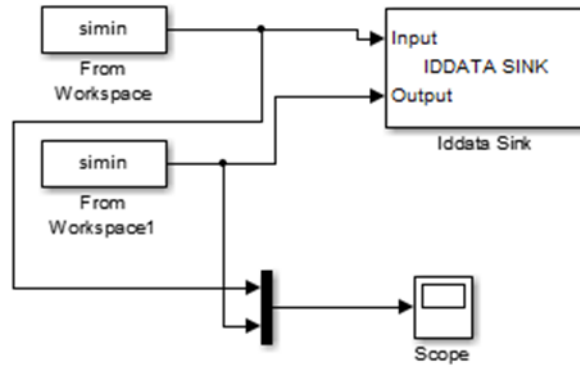 simin
From
Workspace
Input
IDDATA SINK
Output
Iddata Sink
simin
From
Workspace1
Scope